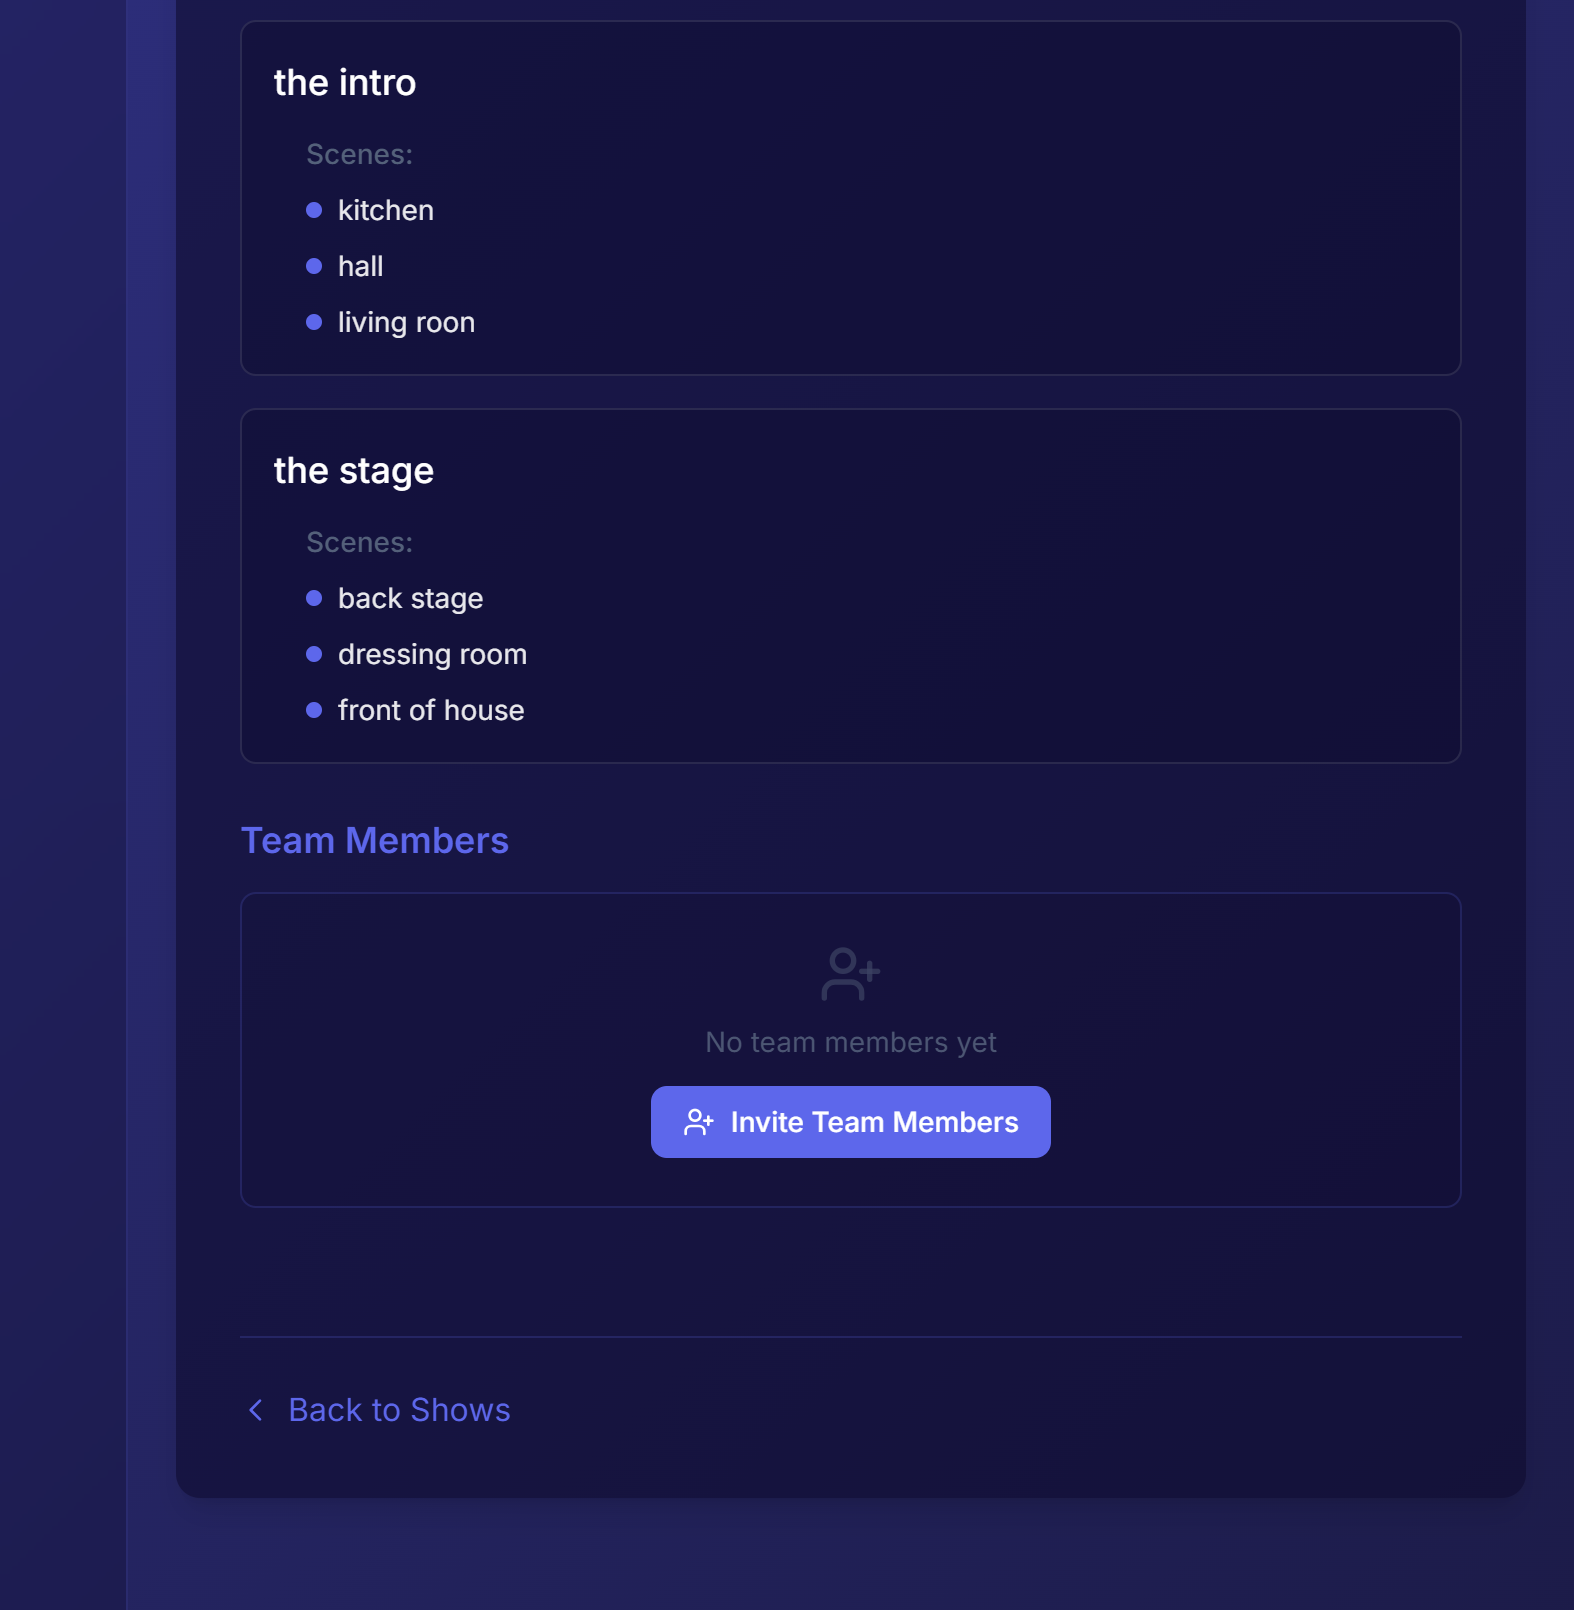 the intro
Scenes:
kitchen
hall
living roon
the stage
Scenes:
back stage
dressing room
front of house
Team Members
No team members yet
Invite Team Members
Back to Shows